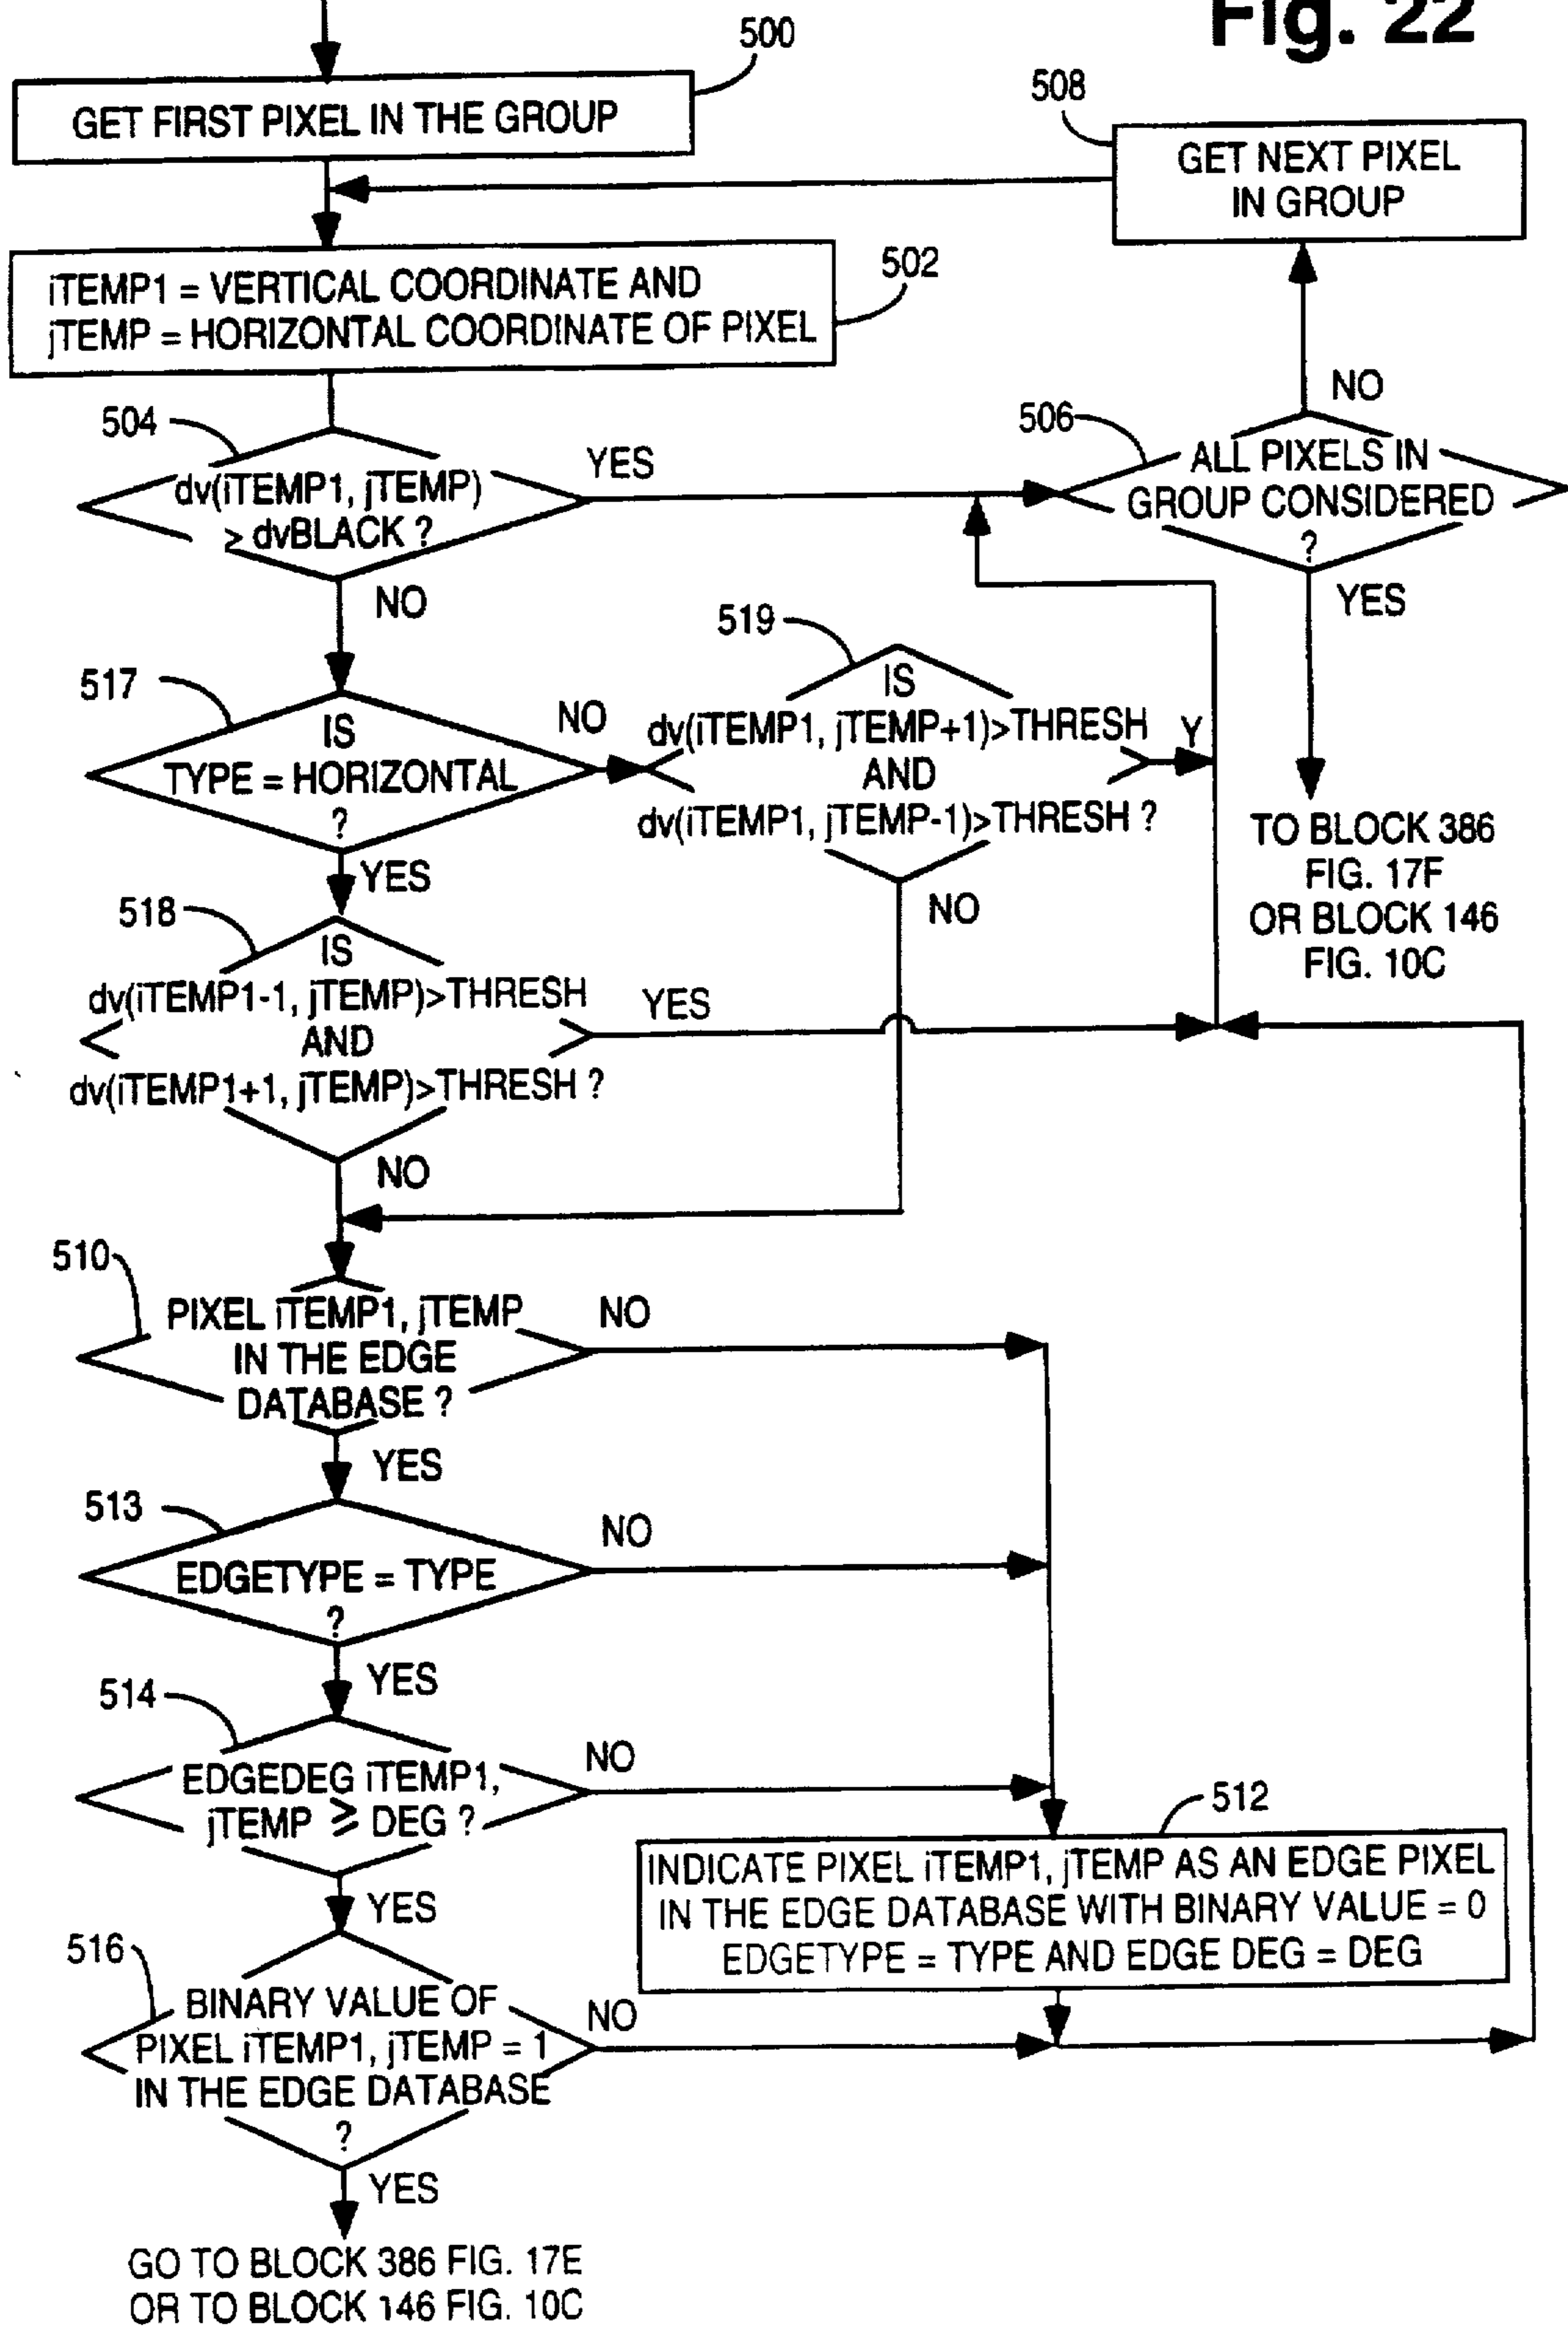 Fig. 22
500
GET FIRST PIXEL IN THE GROUP
508
GET NEXT PIXEL
IN GROUP
502
iTEMP1 = VERTICAL COORDINATE AND
jTEMP = HORIZONTAL COORDINATE OF PIXEL
504
dv(iTEMP1, jTEMP)
> dvBLACK ?
YES
NO
506
NO
ALL PIXELS IN
GROUP CONSIDERED
?
YES
TO BLOCK 386
FIG. 17F
OR BLOCK 146
FIG. 10C
517
IS
TYPE = HORIZONTAL
?
NO
YES
519
IS
dv(iTEMP1, jTEMP+1)>THRESH
AND
dv(iTEMP1, jTEMP-1)>THRESH ?
Y
NO
518
IS
dv(iTEMP1-1, jTEMP)>THRESH
AND
dv(iTEMP1+1, jTEMP)>THRESH ?
YES
NO
510
PIXEL iTEMP1, jTEMP
IN THE EDGE
DATABASE ?
NO
YES
513
EDGETYPE = TYPE
?
NO
YES
514
EDGEDEG iTEMP1,
jTEMP ≥ DEG ?
NO
YES
512
INDICATE PIXEL iTEMP1, jTEMP AS AN EDGE PIXEL
IN THE EDGE DATABASE WITH BINARY VALUE = 0
EDGETYPE = TYPE AND EDGE DEG = DEG
516
BINARY VALUE OF
PIXEL iTEMP1, jTEMP = 1
IN THE EDGE DATABASE
?
NO
YES
GO TO BLOCK 386 FIG. 17E
OR TO BLOCK 146 FIG. 10C